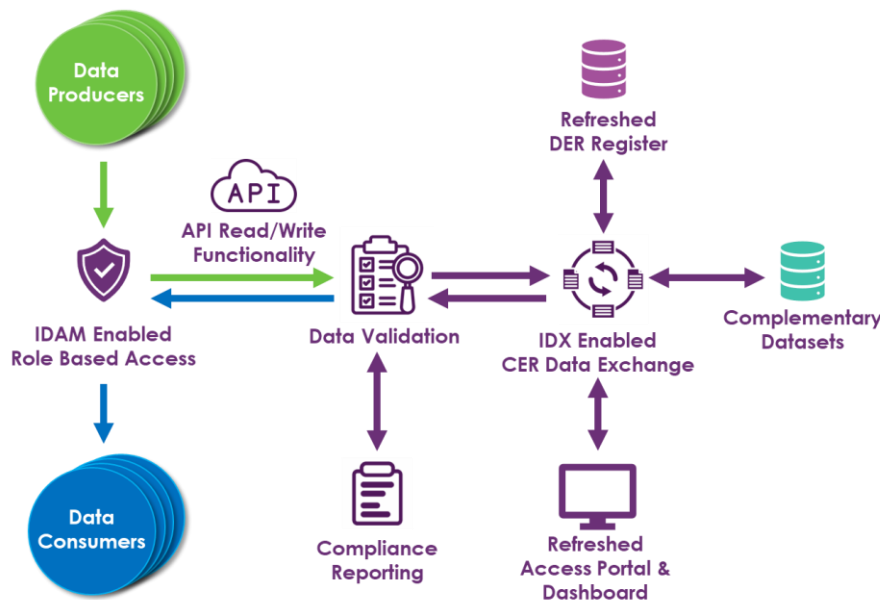 Data
Producers
Refreshed
DER Register
API
API Read/Write
Functionality
IDAM Enabled
Role Based Access
Data Validation
IDX Enabled
CER Data Exchange
Complementary
Datasets
Data
Consumers
Compliance
Reporting
Refreshed
Access Portal &
Dashboard